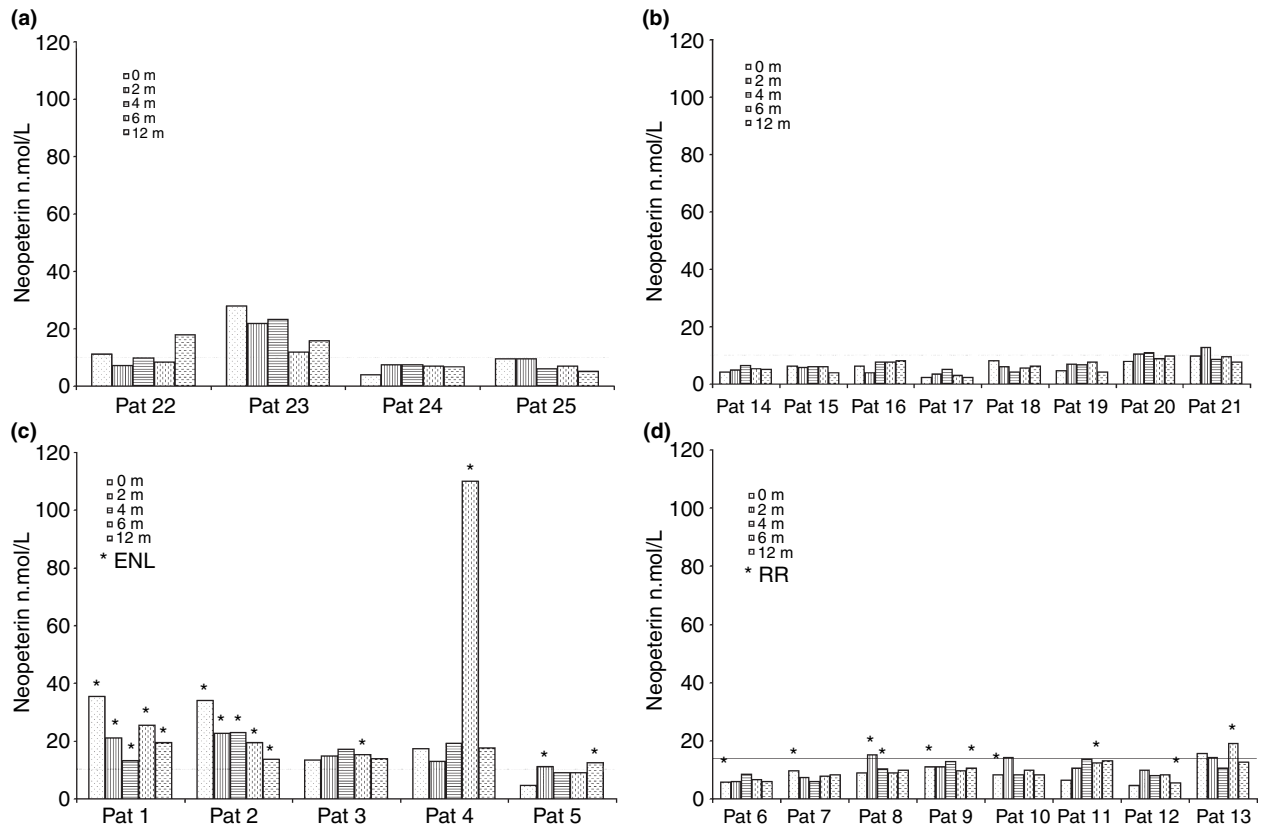 (a)
120
100
80
60
40
20
0
Neopeterin n.mol/L
0 m
2 m
4 m
6 m
12 m
Pat 22 Pat 23 Pat 24 Pat 25
(b)
120
100
80
60
40
20
0
Neopeterin n.mol/L
0 m
2 m
4 m
6 m
12 m
Pat 14 Pat 15 Pat 16 Pat 17 Pat 18 Pat 19 Pat 20 Pat 21
(c)
120
100
80
60
40
20
0
Neopeterin n.mol/L
0 m
2 m
4 m
6 m
12 m
* ENL
* * * * * * * * * * * * * *
Pat 1 Pat 2 Pat 3 Pat 4 Pat 5
(d)
120
100
80
60
40
20
0
Neopeterin n.mol/L
0 m
2 m
4 m
6 m
12 m
* RR
* * * * * * * * * *
Pat 6 Pat 7 Pat 8 Pat 9 Pat 10 Pat 11 Pat 12 Pat 13